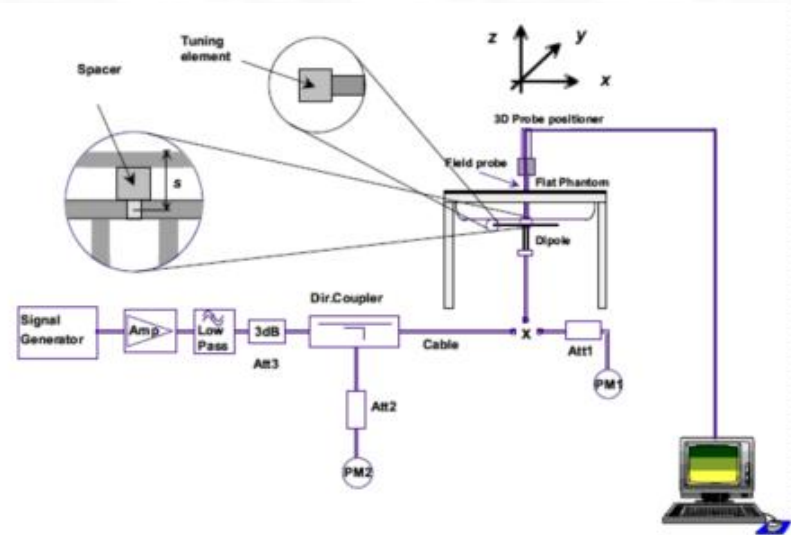 Tuning
element
Spacer
s
z
y
x
3D Probe positioner
Field probe
Flat Phantom
Dipole
Dir.Coupler
Signal
Generator
Amp
Low
Pass
3dB
Att3
Cable
X
Att1
PM1
Att2
PM2